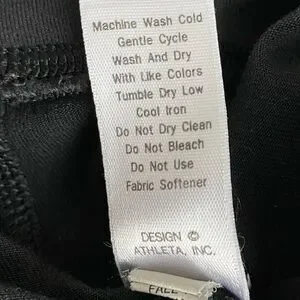 Machine Wash Cold
Gentle Cycle
Wash And Dry
With Like Colors
Tumble Dry Low
Cool Iron
Do Not Dry Clean
Do Not Bleach
Do Not Use
Fabric Softener
DESIGN ©
ATHLETA, INC.
FALL